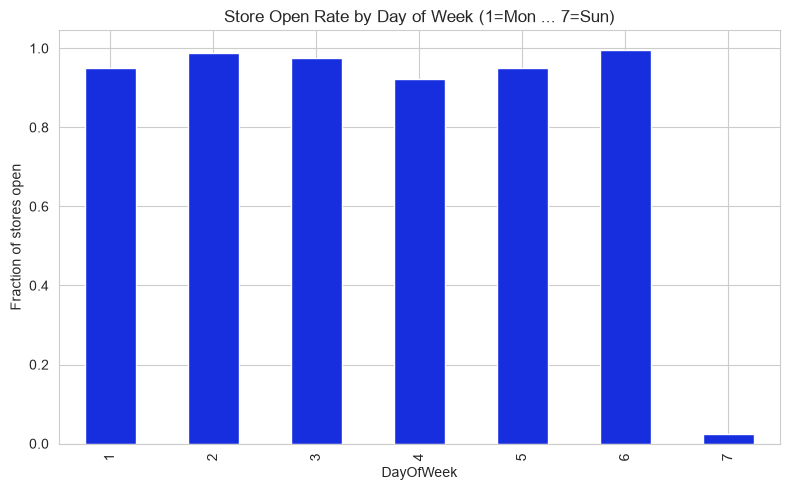 Store Open Rate by Day of Week (1=Mon ... 7=Sun)
Fraction of stores open
1.0
0.8
0.6
0.4
0.2
0.0
1 2 3 4 5 6 7
DayOfWeek